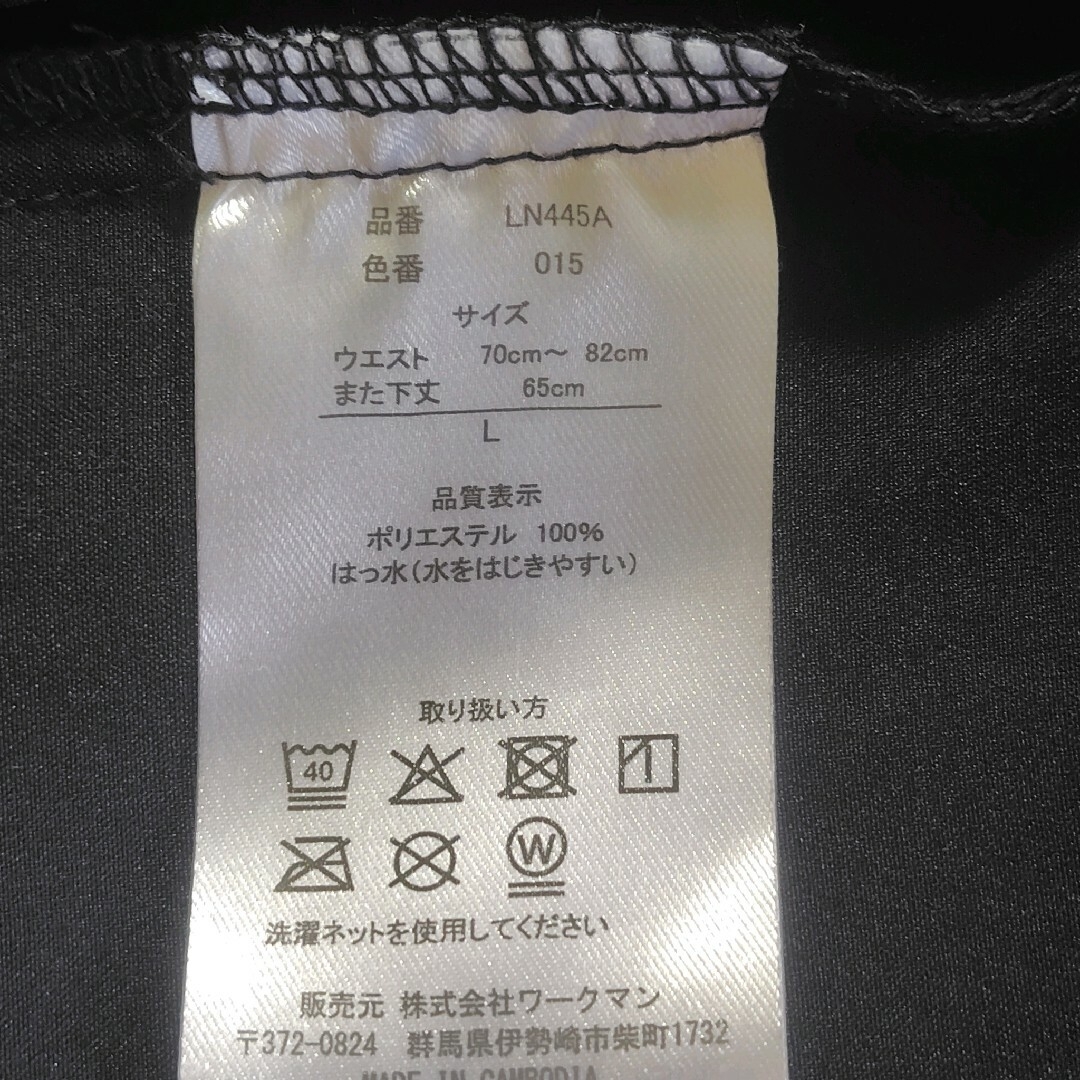 品番 LN445A
色番 015
サイズ
ウエスト 70cm～ 82cm
また下丈 65cm
L
品質表示
ポリエステル 100%
はっ水(水をはじきやすい)
取り扱い方
40
W
洗濯ネットを使用してください
販売元 株式会社ワークマン
〒372-0824 群馬県伊勢崎市柴町1732
MADE IN CAMBODIA